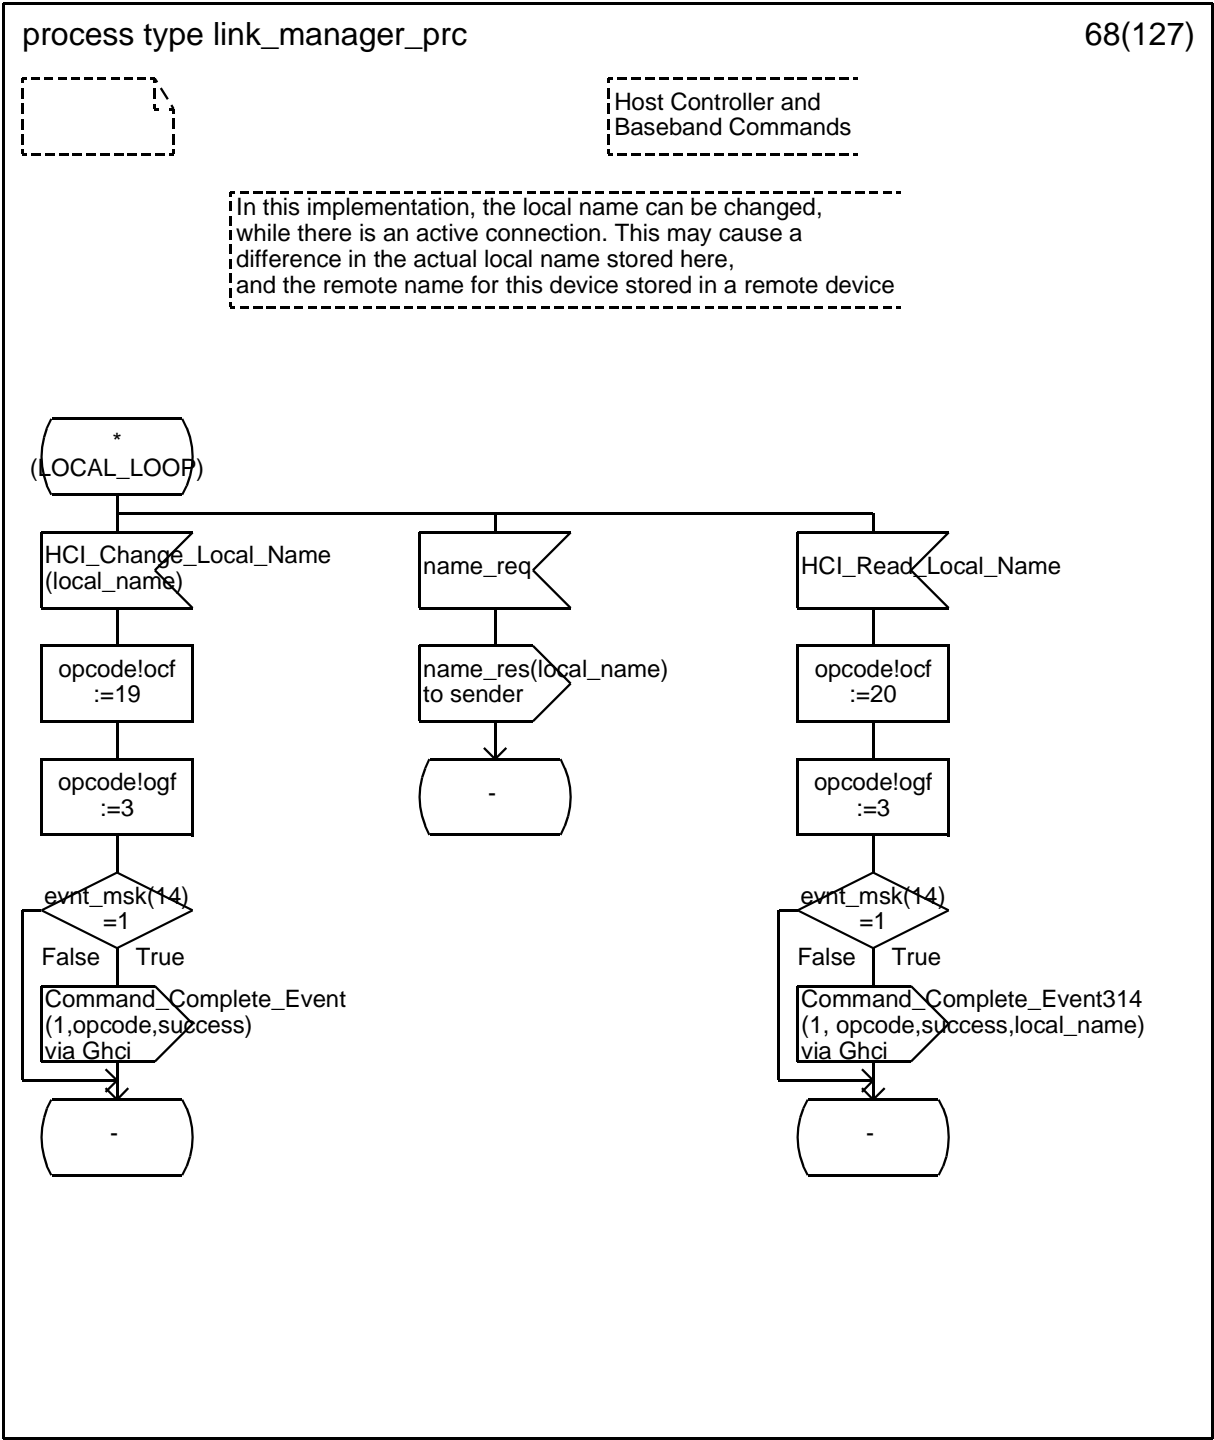 process type link_manager_prc
68(127)
Host Controller and
Baseband Commands
In this implementation, the local name can be changed,
while there is an active connection. This may cause a
difference in the actual local name stored here,
and the remote name for this device stored in a remote device
*
(LOCAL_LOOP)
HCI_Change_Local_Name
(local_name)
opcode!ocf
:=19
opcode!ogf
:=3
evnt_msk(14)
=1
False
True
Command_Complete_Event
(1,opcode,success)
via Ghci
-
name_req
name_res(local_name)
to sender
-
HCI_Read_Local_Name
opcode!ocf
:=20
opcode!ogf
:=3
evnt_msk(14)
=1
False
True
Command_Complete_Event314
(1, opcode,success,local_name)
via Ghci
-